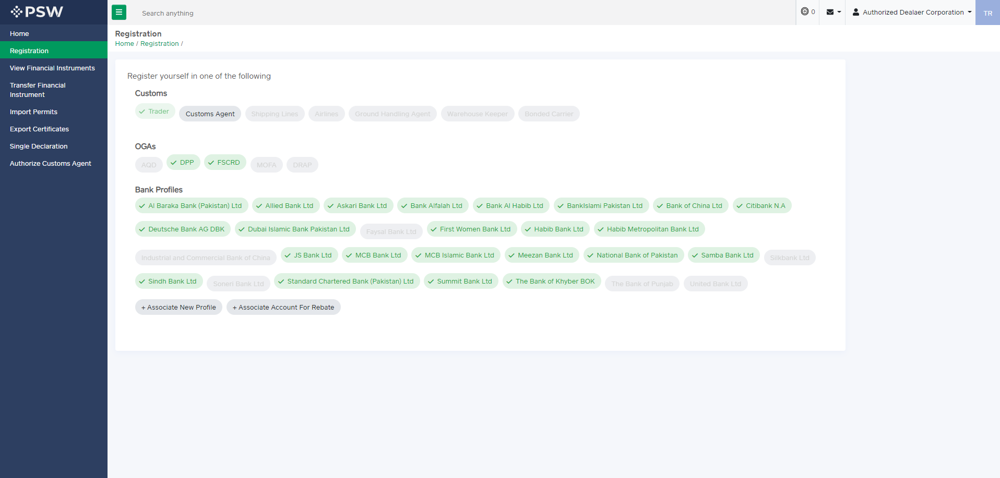 PSW
Search anything
0
Authorized Dealaer Corporation
TR
Home
Registration
View Financial Instruments
Transfer Financial
Instrument
Import Permits
Export Certificates
Single Declaration
Authorize Customs Agent
Registration
Home / Registration /
Register yourself in one of the following
Customs
Trader Customs Agent Shipping Lines Airlines Ground Handling Agent Warehouse Keeper Bonded Carrier
OGAs
AQD DPP FSCRD MOFA DRAP
Bank Profiles
Al Baraka Bank (Pakistan) Ltd Allied Bank Ltd Askari Bank Ltd Bank Alfalah Ltd Bank Al Habib Ltd BankIslami Pakistan Ltd Bank of China Ltd Citibank N.A
Deutsche Bank AG DBK Dubai Islamic Bank Pakistan Ltd Faysal Bank Ltd First Women Bank Ltd Habib Bank Ltd Habib Metropolitan Bank Ltd
Industrial and Commercial Bank of China JS Bank Ltd MCB Bank Ltd MCB Islamic Bank Ltd Meezan Bank Ltd National Bank of Pakistan Samba Bank Ltd Silkbank Ltd
Sindh Bank Ltd Soneri Bank Ltd Standard Chartered Bank (Pakistan) Ltd Summit Bank Ltd The Bank of Khyber BOK The Bank of Punjab United Bank Ltd
+ Associate New Profile + Associate Account For Rebate